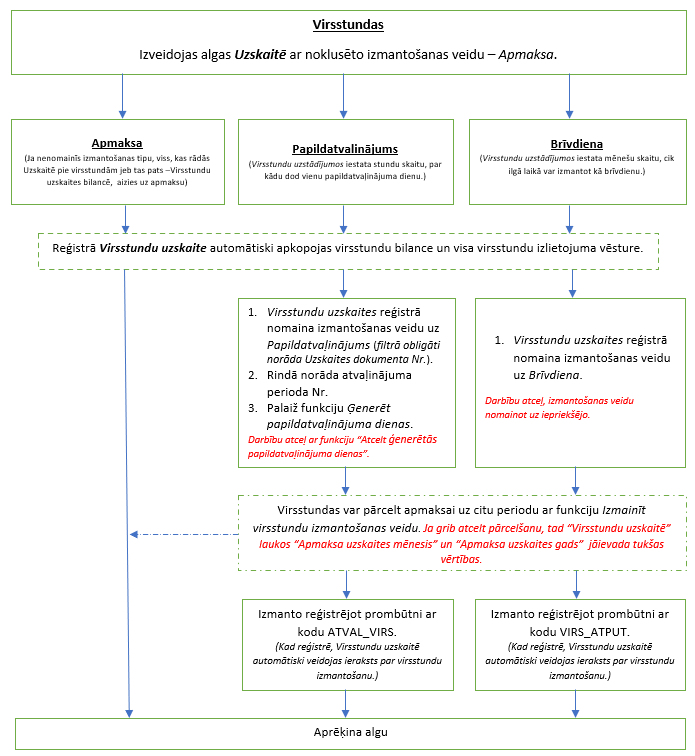 Virsstundas
Izveidojas algas Uzskaitē ar noklusēto izmantošanas veidu – Apmaksa.
Apmaksa
(Ja nenomainīs izmantošanas tipu, viss, kas rādās
Uzskaitē pie virsstundām jeb tas pats –Virsstundu
uzskaites bilancē, aizies uz apmaksu)
Papildatvalinājums
(Virsstundu uzstādījumos iestata stundu skaitu, par
kādu dod vienu papildatvaļinājuma dienu.)
Brīvdiena
(Virsstundu uzstādījumos iestata mēnešu skaitu, cik
ilgā laikā var izmantot kā brīvdienu.)
Reģistrā Virsstundu uzskaite automātiski apkopojas virsstundu bilance un visa virsstundu izlietojuma vēsture.
1. Virsstundu uzskaites reģistrā
nomaina izmantošanas veidu uz
Papildatvaļinājums (filtrā obligāti
norāda Uzskaites dokumenta Nr.).
2. Rindā norāda atvaļinājuma
perioda Nr.
3. Palaiž funkciju Ģenerēt
papildatvaļinājuma dienas.
Darbību atceļ ar funkciju “Atcelt ģenerētās
papildatvaļinājuma dienas”.
1. Virsstundu uzskaites reģistrā
nomaina izmantošanas veidu
uz Brīvdiena.
Darbību atceļ, izmantošanas veidu
nomainot uz iepriekšējo.
Virsstundas var pārcelt apmaksai uz citu periodu ar funkciju Izmainīt
virsstundu izmantošanas veidu. Ja grib atcelt pārcelšanu, tad “Virsstundu uzskaitē”
laukos “Apmaksa uzskaites mēnesis” un “Apmaksa uzskaites gads” jāievada tukšas
vērtības.
Izmanto reģistrējot prombūtni ar
kodu ATVAL_VIRS.
(Kad reģistrē, Virsstundu uzskaitē
automātiski veidojas ieraksts par virsstundu
izmantošanu.)
Izmanto reģistrējot prombūtni ar
kodu VIRS_ATPUT.
(Kad reģistrē, Virsstundu uzskaitē
automātiski veidojas ieraksts par virsstundu
izmantošanu.)
Aprēķina algu